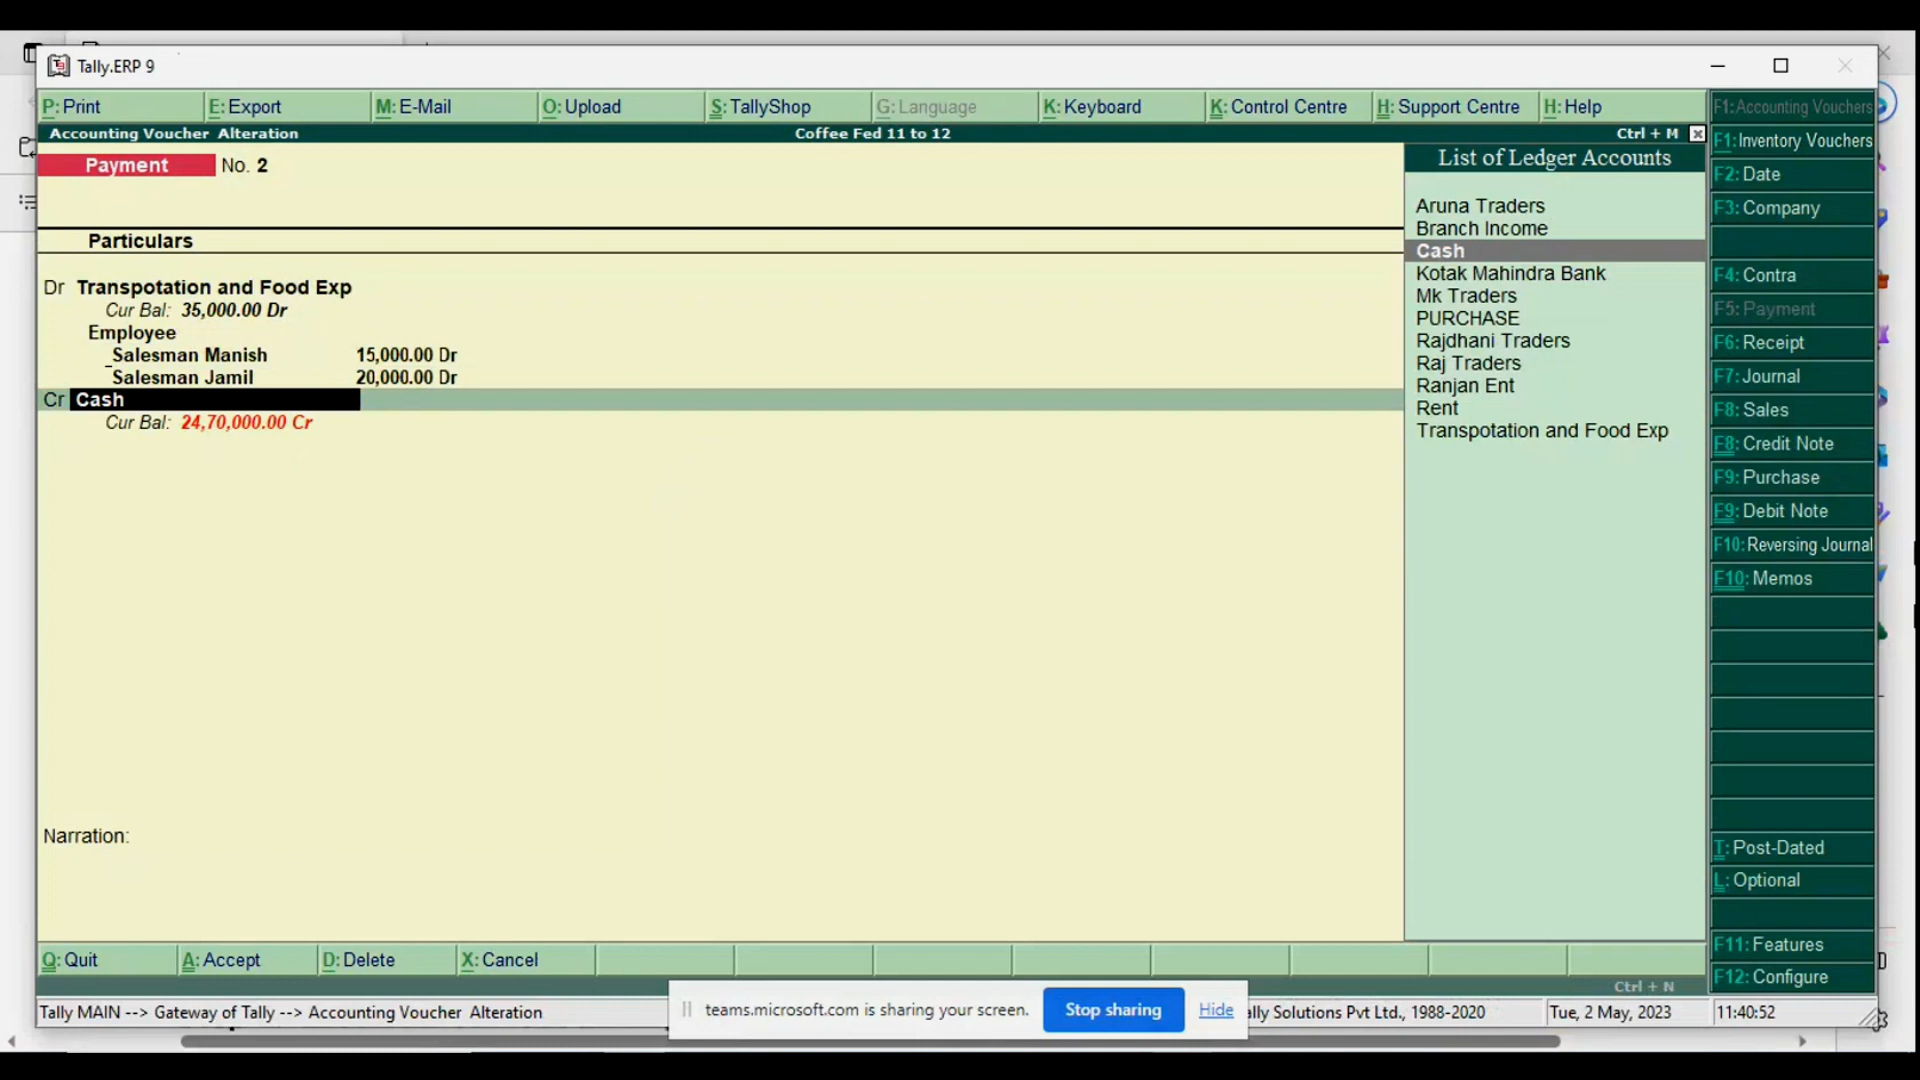 Tally.ERP 9
P: Print E: Export M: E-Mail O: Upload S: TallyShop G: Language K: Keyboard K: Control Centre H: Support Centre H: Help
Accounting Voucher Alteration Coffee Fed 11 to 12 Ctrl + M
Payment No. 2
Particulars
Dr Transpotation and Food Exp
Cur Bal: 35,000.00 Dr
Employee
Salesman Manish 15,000.00 Dr
Salesman Jamil 20,000.00 Dr
Cr Cash
Cur Bal: 24,70,000.00 Cr
Narration:
List of Ledger Accounts
Aruna Traders
Branch Income
Cash
Kotak Mahindra Bank
Mk Traders
PURCHASE
Rajdhani Traders
Raj Traders
Ranjan Ent
Rent
Transpotation and Food Exp
F1: Accounting Vouchers
F1: Inventory Vouchers
F2: Date
F3: Company
F4: Contra
F5: Payment
F6: Receipt
F7: Journal
F8: Sales
F8: Credit Note
F9: Purchase
F9: Debit Note
F10: Reversing Journal
F10: Memos
T: Post-Dated
L: Optional
F11: Features
F12: Configure
Q: Quit A: Accept D: Delete X: Cancel
Ctrl + N
Tally MAIN --> Gateway of Tally --> Accounting Voucher Alteration
teams.microsoft.com is sharing your screen. Stop sharing Hide
ally Solutions Pvt Ltd., 1988-2020 Tue, 2 May, 2023 11:40:52